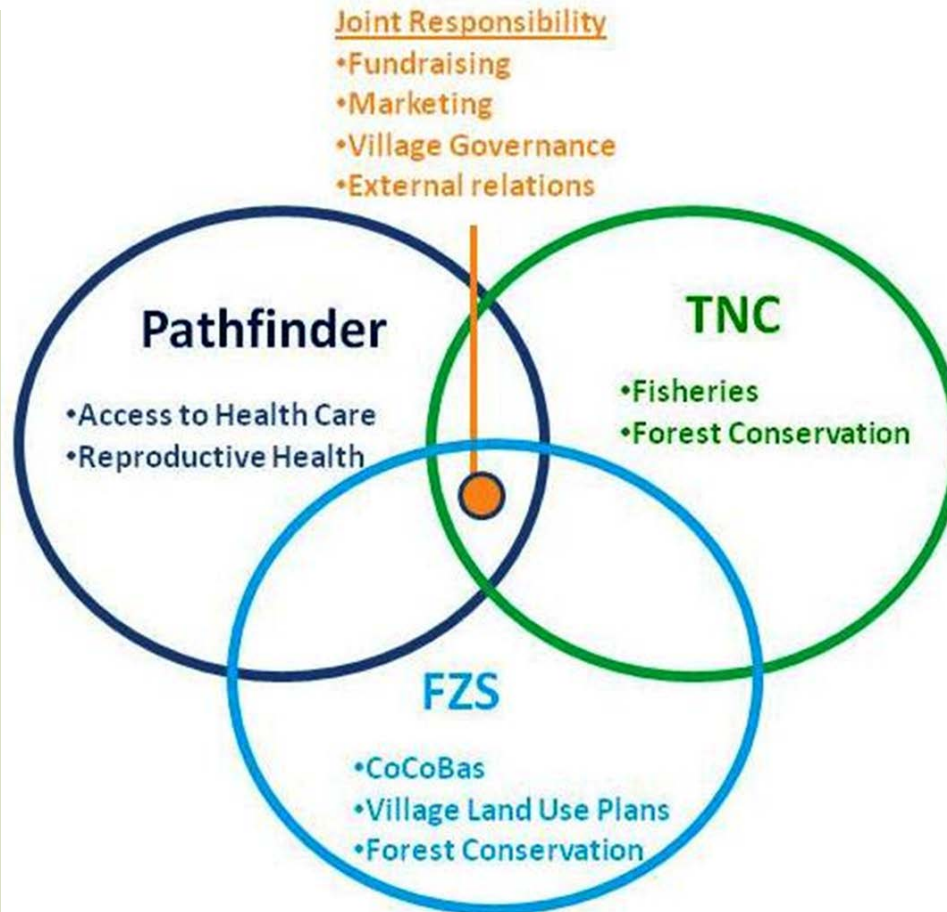 Joint Responsibility
•Fundraising
•Marketing
•Village Governance
•External relations
Pathfinder
•Access to Health Care
•Reproductive Health
TNC
•Fisheries
•Forest Conservation
FZS
•CoCoBas
•Village Land Use Plans
•Forest Conservation